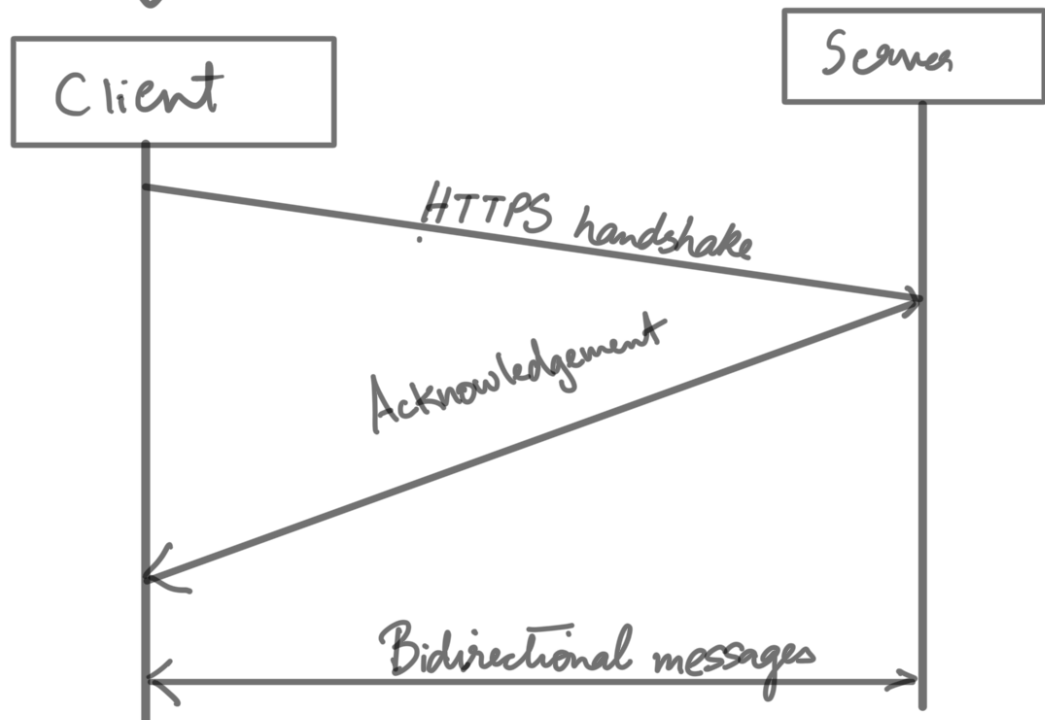 Client
Server
HTTPS handshake
Acknowledgement
Bidirectional messages